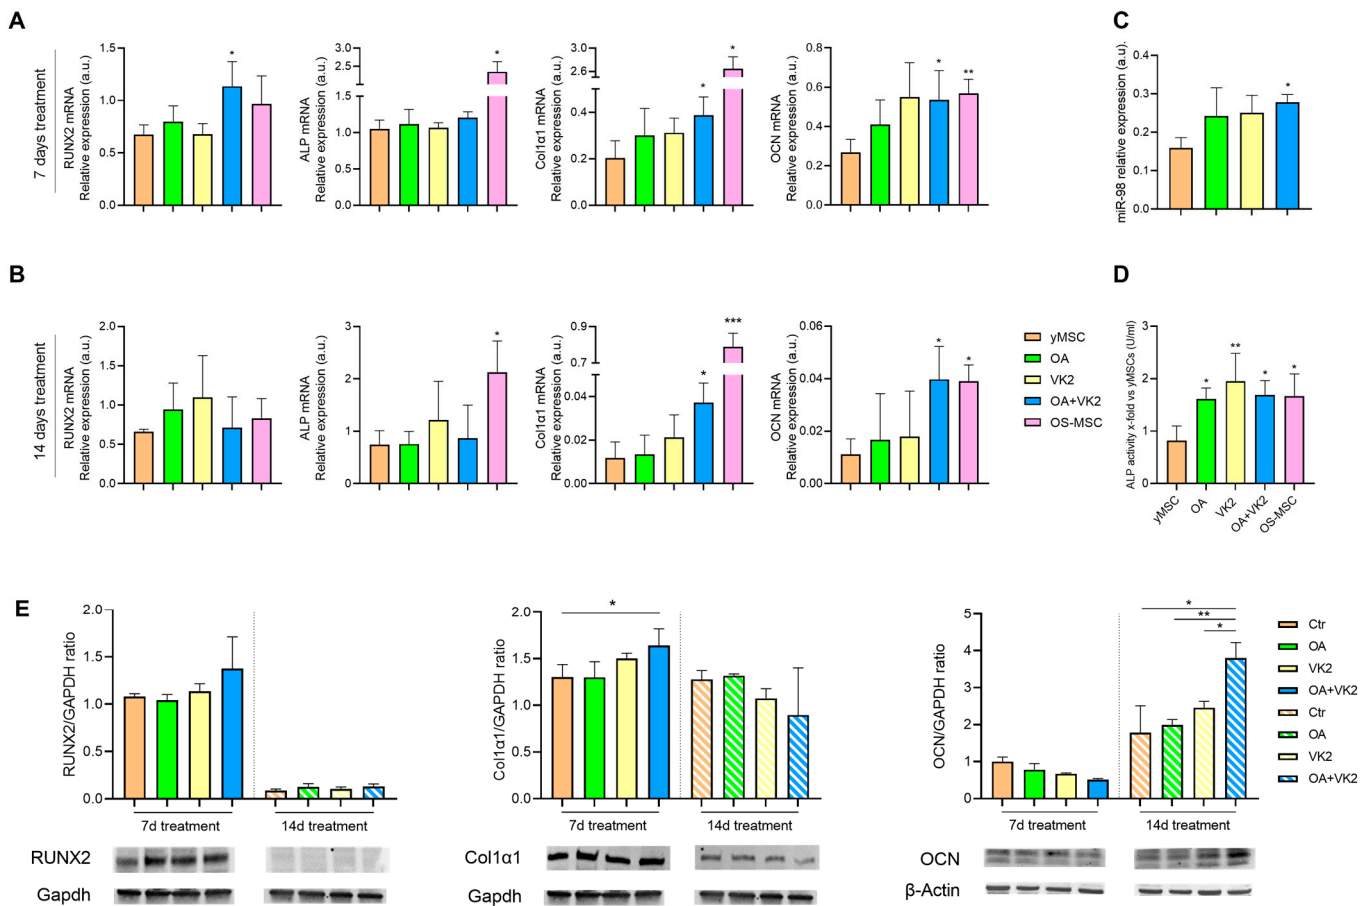 A
7 days treatment
RUNX2 mRNA
Relative expression (a.u.)
1.5
1.0
0.5
0.0
*
ALP mRNA
Relative expression (a.u.)
3.0
2.5
2.0
1.5
1.0
0.5
0.0
*
Col1α1 mRNA
Relative expression (a.u.)
3.0
2.6
0.4
0.2
0.0
*
*
OCN mRNA
Relative expression (a.u.)
0.8
0.6
0.4
0.2
0.0
*
**
C
miR-98 relative expression (a.u.)
0.4
0.3
0.2
0.1
0.0
*
B
14 days treatment
RUNX2 mRNA
Relative expression (a.u.)
2.0
1.5
1.0
0.5
0.0
ALP mRNA
Relative expression (a.u.)
3
2
1
0
*
Col1α1 mRNA
Relative expression (a.u.)
0.9
0.7
0.04
0.02
0.00
*
***
OCN mRNA
Relative expression (a.u.)
0.06
0.04
0.02
0.00
*
*
yMSC
OA
VK2
OA+VK2
OS-MSC
D
ALP activity x-fold vs yMSCs (U/ml)
3
2
1
0
*
**
*
*
yMSC
OA
VK2
OA+VK2
OS-MSC
E
RUNX2/GAPDH ratio
2.0
1.5
1.0
0.5
0.0
7d treatment
14d treatment
RUNX2
Gapdh
Col1α1/GAPDH ratio
2.0
1.5
1.0
0.5
0.0
*
7d treatment
14d treatment
Col1α1
Gapdh
OCN/GAPDH ratio
5
4
3
2
1
0
*
**
*
7d treatment
14d treatment
OCN
β-Actin
Ctr
OA
VK2
OA+VK2
Ctr
OA
VK2
OA+VK2